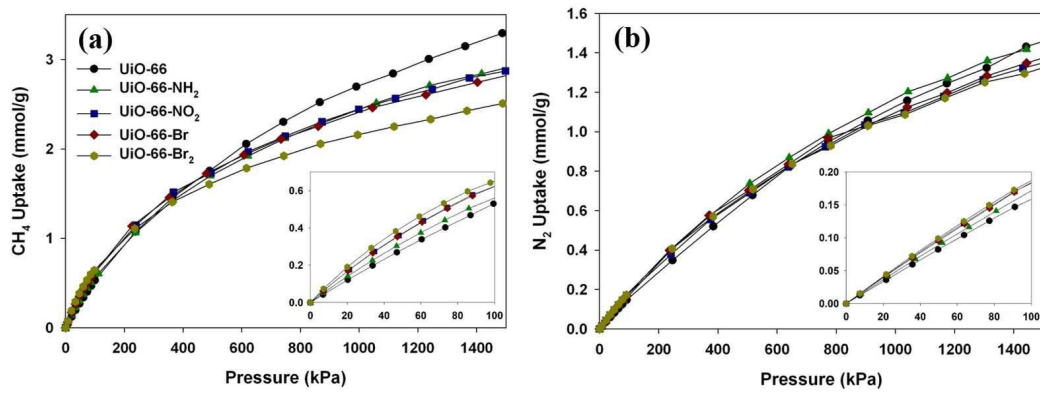 (a)
UiO-66
UiO-66-NH₂
UiO-66-NO₂
UiO-66-Br
UiO-66-Br₂
CH₄ Uptake (mmol/g)
3
2
1
0
0 200 400 600 800 1000 1200 1400
Pressure (kPa)
0.6
0.4
0.2
0.0
0 20 40 60 80 100
(b)
N₂ Uptake (mmol/g)
1.6
1.4
1.2
1.0
0.8
0.6
0.4
0.2
0.0
0 200 400 600 800 1000 1200 1400
Pressure (kPa)
0.20
0.15
0.10
0.05
0.00
0 20 40 60 80 100